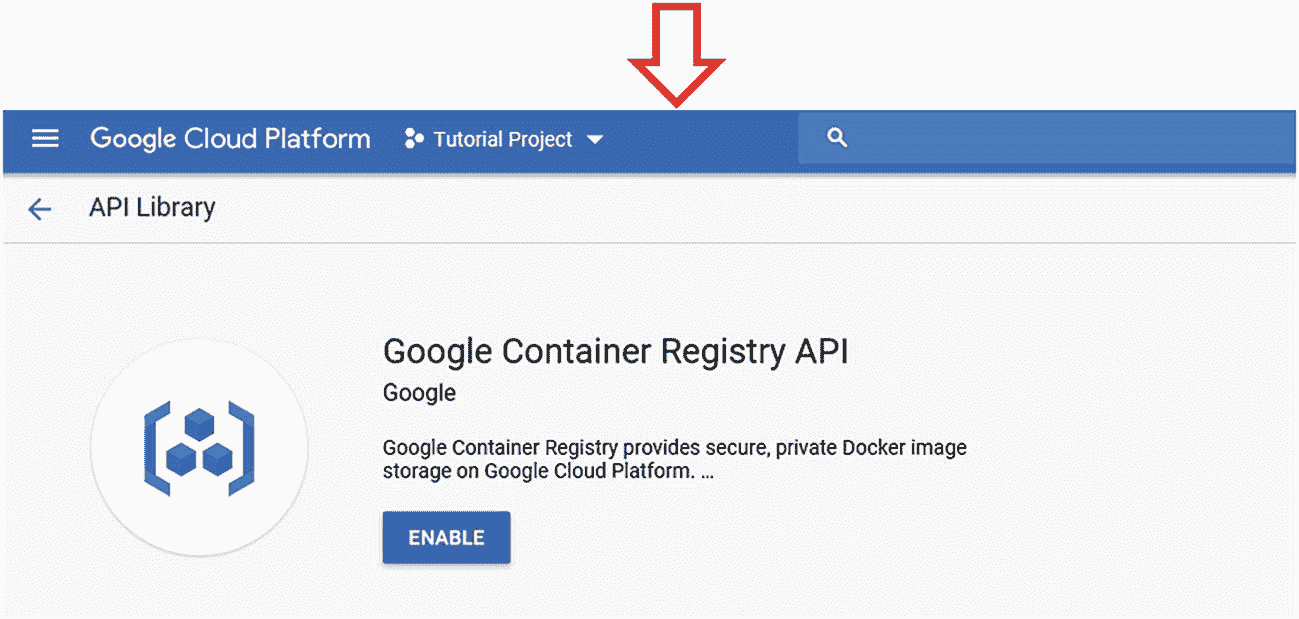 Google Cloud Platform Tutorial Project
API Library
Google Container Registry API
Google
Google Container Registry provides secure, private Docker image
storage on Google Cloud Platform. ...
ENABLE